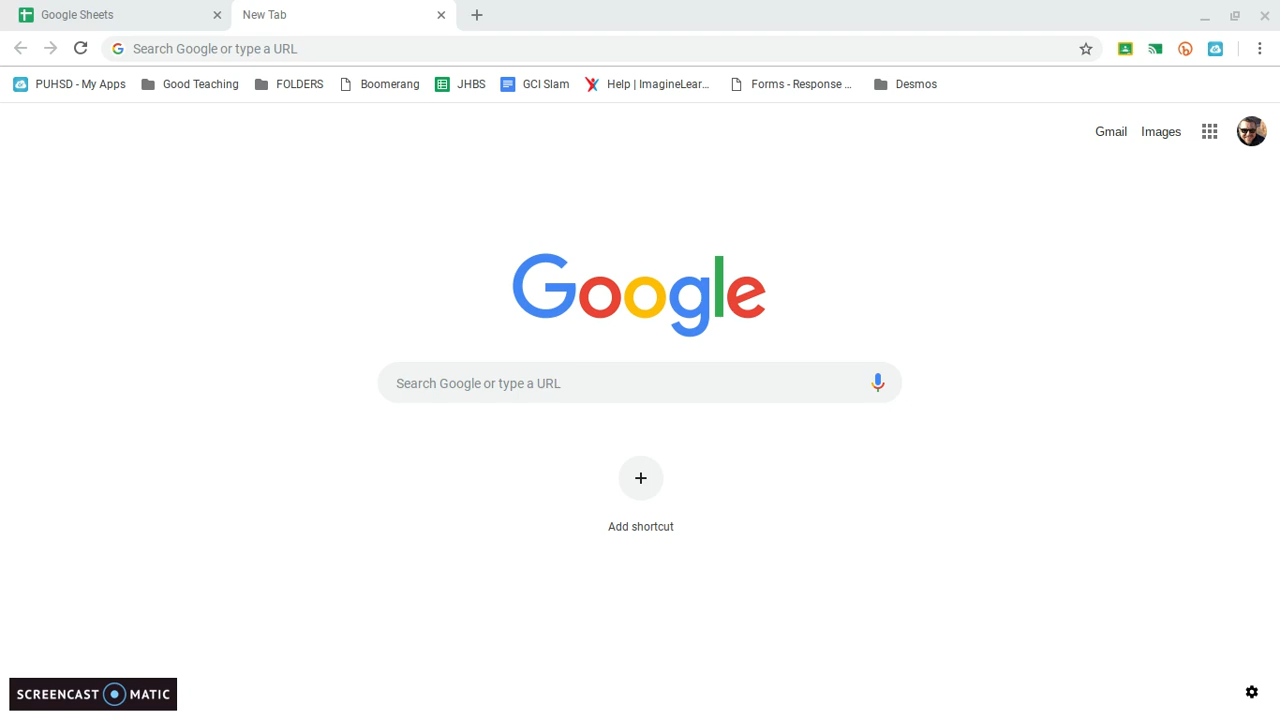 Google Sheets
New Tab
Search Google or type a URL
PUHSD - My Apps
Good Teaching
FOLDERS
Boomerang
JHBS
GCI Slam
Help | ImagineLear...
Forms - Response ...
Desmos
Gmail
Images
Google
Search Google or type a URL
Add shortcut
SCREENCAST MATIC